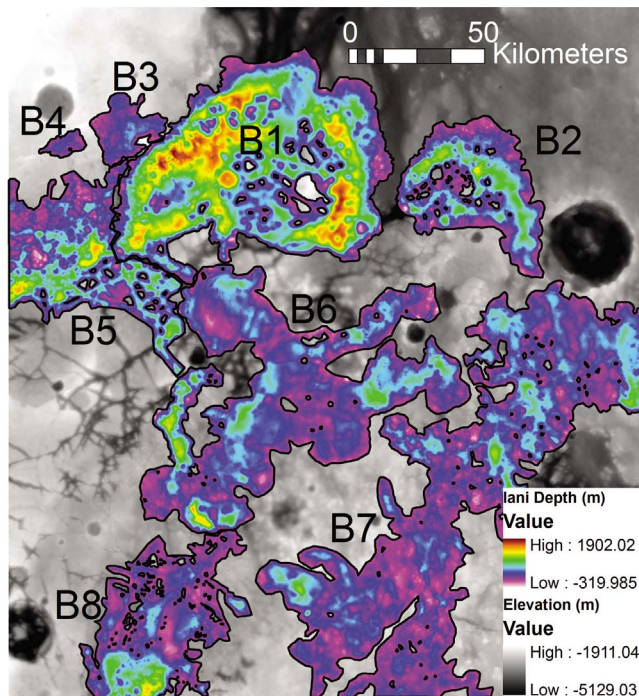 0 50
Kilometers
B3
B4
B1
B2
B5
B6
B7
B8
Iani Depth (m)
Value
High : 1902.02
Low : -319.985
Elevation (m)
Value
High : -1911.04
Low : -5129.03